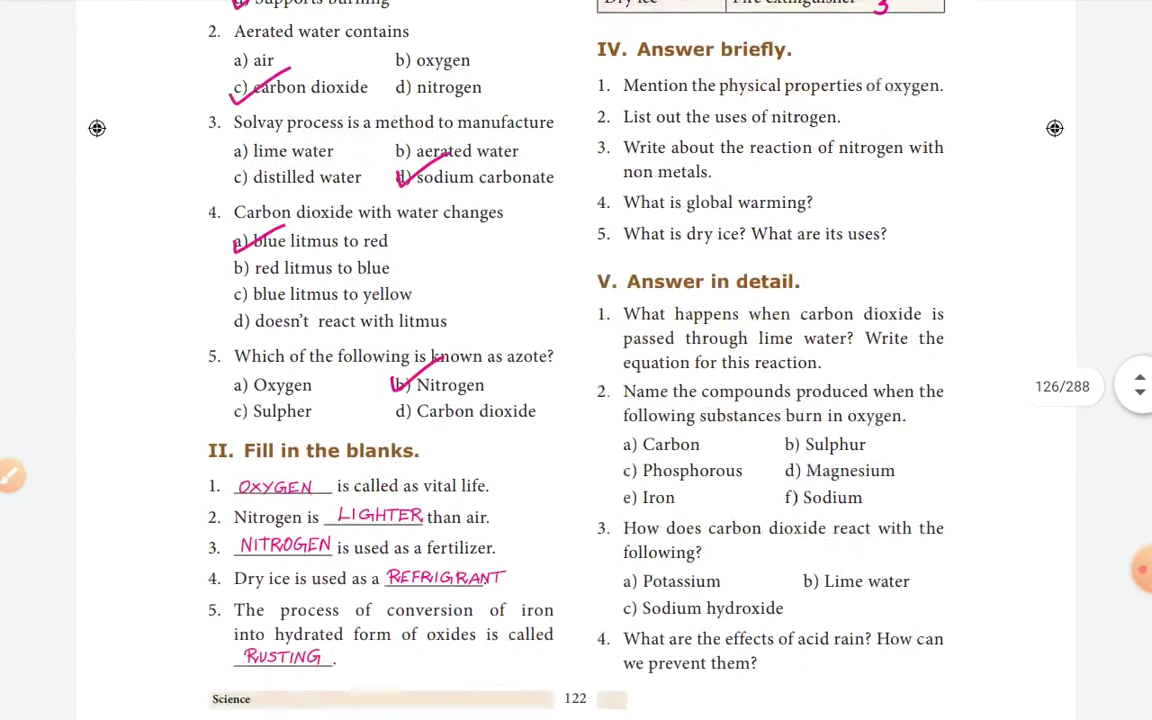 a) Supports burning
2. Aerated water contains
a) air b) oxygen
c) carbon dioxide d) nitrogen
3. Solvay process is a method to manufacture
a) lime water b) aerated water
c) distilled water d) sodium carbonate
4. Carbon dioxide with water changes
a) blue litmus to red
b) red litmus to blue
c) blue litmus to yellow
d) doesn't react with litmus
5. Which of the following is known as azote?
a) Oxygen b) Nitrogen
c) Sulpher d) Carbon dioxide
II. Fill in the blanks.
1. OXYGEN is called as vital life.
2. Nitrogen is LIGHTER than air.
3. NITROGEN is used as a fertilizer.
4. Dry ice is used as a REFRIGRANT.
5. The process of conversion of iron
into hydrated form of oxides is called
RUSTING.
Dry ice Fire extinguisher 3
IV. Answer briefly.
1. Mention the physical properties of oxygen.
2. List out the uses of nitrogen.
3. Write about the reaction of nitrogen with
non metals.
4. What is global warming?
5. What is dry ice? What are its uses?
V. Answer in detail.
1. What happens when carbon dioxide is
passed through lime water? Write the
equation for this reaction.
2. Name the compounds produced when the
following substances burn in oxygen.
a) Carbon b) Sulphur
c) Phosphorous d) Magnesium
e) Iron f) Sodium
3. How does carbon dioxide react with the
following?
a) Potassium b) Lime water
c) Sodium hydroxide
4. What are the effects of acid rain? How can
we prevent them?
126/288
Science 122